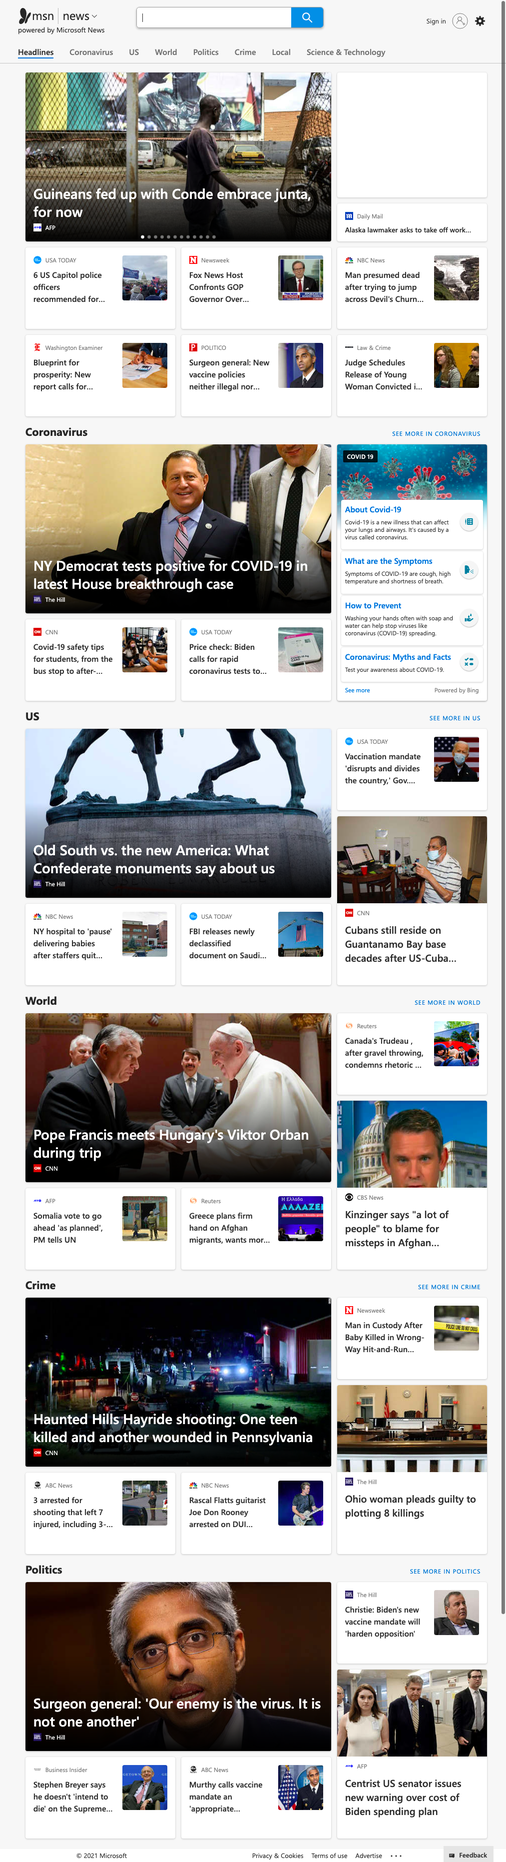 msn news
powered by Microsoft News
Sign in
Headlines Coronavirus US World Politics Crime Local Science & Technology
Guineans fed up with Conde embrace junta,
for now
AFP
Daily Mail
Alaska lawmaker asks to take off work...
USA TODAY
6 US Capitol police
officers
recommended for...
Newsweek
Fox News Host
Confronts GOP
Governor Over...
NBC News
Man presumed dead
after trying to jump
across Devil's Churn...
Washington Examiner
Blueprint for
prosperity: New
report calls for...
POLITICO
Surgeon general: New
vaccine policies
neither illegal nor...
Law & Crime
Judge Schedules
Release of Young
Woman Convicted i...
Coronavirus
SEE MORE IN CORONAVIRUS
NY Democrat tests positive for COVID-19 in
latest House breakthrough case
The Hill
COVID 19
About Covid-19
Covid-19 is a new illness that can affect
your lungs and airways. It's caused by a
virus called coronavirus.
What are the Symptoms
Symptoms of COVID-19 are cough, high
temperature and shortness of breath.
How to Prevent
Washing your hands often with soap and
water can help stop viruses like
coronavirus (COVID-19) spreading.
Coronavirus: Myths and Facts
Test your awareness about COVID-19.
See more
Powered by Bing
CNN
Covid-19 safety tips
for students, from the
bus stop to after-...
USA TODAY
Price check: Biden
calls for rapid
coronavirus tests to...
US
SEE MORE IN US
Old South vs. the new America: What
Confederate monuments say about us
The Hill
USA TODAY
Vaccination mandate
'disrupts and divides
the country,' Gov....
CNN
Cubans still reside on
Guantanamo Bay base
decades after US-Cuba...
NBC News
NY hospital to 'pause'
delivering babies
after staffers quit...
USA TODAY
FBI releases newly
declassified
document on Saudi...
World
SEE MORE IN WORLD
Pope Francis meets Hungary's Viktor Orban
during trip
CNN
Reuters
Canada's Trudeau ,
after gravel throwing,
condemns rhetoric ...
CBS News
Kinzinger says "a lot of
people" to blame for
missteps in Afghan...
AFP
Somalia vote to go
ahead 'as planned',
PM tells UN
Reuters
Greece plans firm
hand on Afghan
migrants, wants mor...
Crime
SEE MORE IN CRIME
Haunted Hills Hayride shooting: One teen
killed and another wounded in Pennsylvania
CNN
Newsweek
Man in Custody After
Baby Killed in Wrong-
Way Hit-and-Run...
The Hill
Ohio woman pleads guilty to
plotting 8 killings
ABC News
3 arrested for
shooting that left 7
injured, including 3-...
NBC News
Rascal Flatts guitarist
Joe Don Rooney
arrested on DUI...
Politics
SEE MORE IN POLITICS
Surgeon general: 'Our enemy is the virus. It is
not one another'
The Hill
The Hill
Christie: Biden's new
vaccine mandate will
'harden opposition'
AFP
Centrist US senator issues
new warning over cost of
Biden spending plan
Business Insider
Stephen Breyer says
he doesn't 'intend to
die' on the Supreme...
ABC News
Murthy calls vaccine
mandate an
'appropriate...
© 2021 Microsoft
Privacy & Cookies Terms of use Advertise ...
Feedback